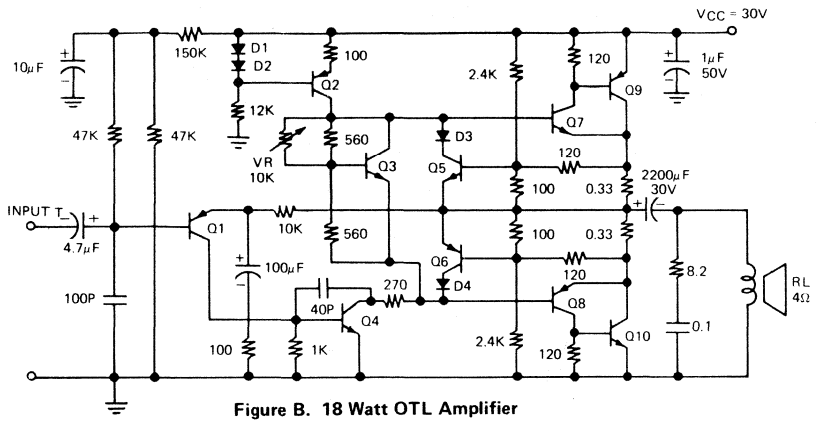 VCC = 30V
150K
D1
D2
100
10µF
+
-
Q2
2.4K
120
Q9
+
-
1µF
50V
12K
47K
47K
VR
10K
560
Q3
D3
Q5
Q7
120
100
0.33
2200µF
30V
+
-
INPUT T
-
+
4.7µF
Q1
10K
560
Q6
100
0.33
+
-
100µF
120
8.2
RL
4Ω
100P
40P
270
D4
Q8
Q4
Q10
0.1
100
1K
2.4K
120
Figure B. 18 Watt OTL Amplifier